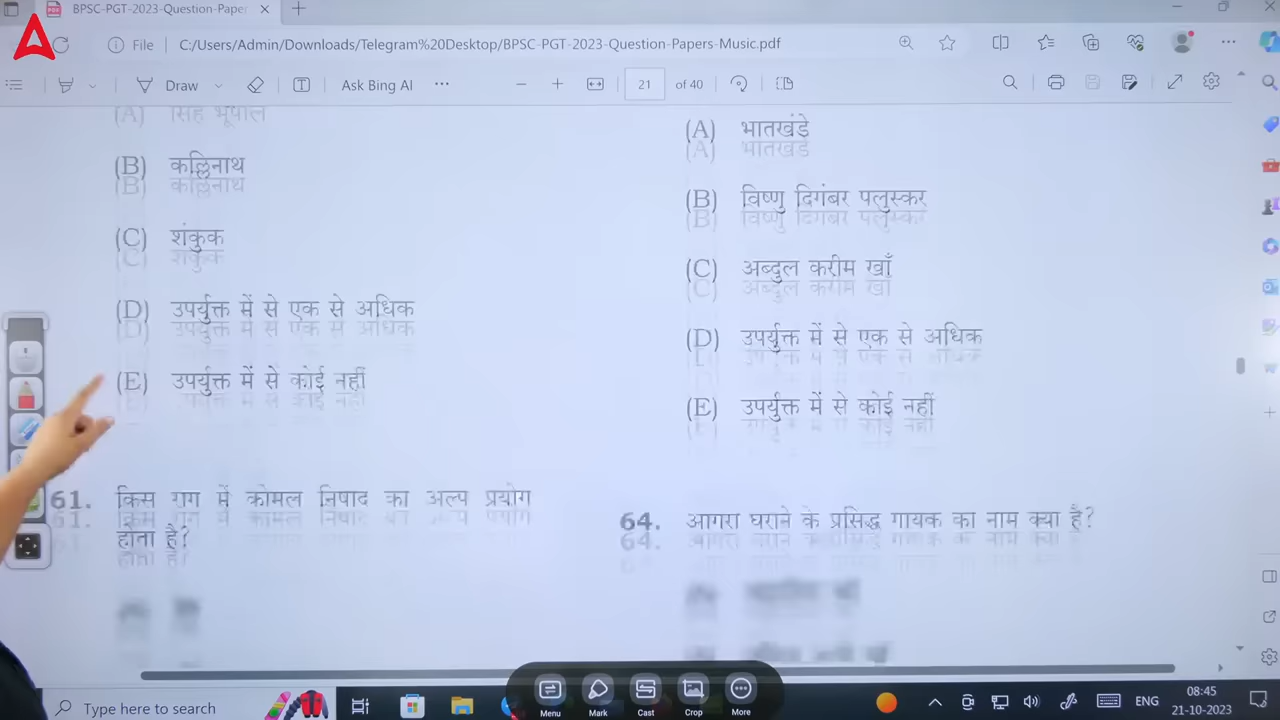 BPSC-PGT-2023-Question-Paper
File C:/Users/Admin/Downloads/Telegram%20Desktop/BPSC-PGT-2023-Question-Papers-Music.pdf
Draw Ask Bing AI 21 of 40
(A) सिंह भूपाल
(B) कल्लिनाथ
(C) शंकुक
(D) उपर्युक्त में से एक से अधिक
(E) उपर्युक्त में से कोई नहीं
61. किस राग में कोमल निषाद का अल्प प्रयोग
होता है?
(A) भातखंडे
(B) विष्णु दिगंबर पलुस्कर
(C) अब्दुल करीम खाँ
(D) उपर्युक्त में से एक से अधिक
(E) उपर्युक्त में से कोई नहीं
64. आगरा घराने के प्रसिद्ध गायक का नाम क्या है?
Menu Mark Cast Crop More
Type here to search
ENG
08:45
21-10-2023